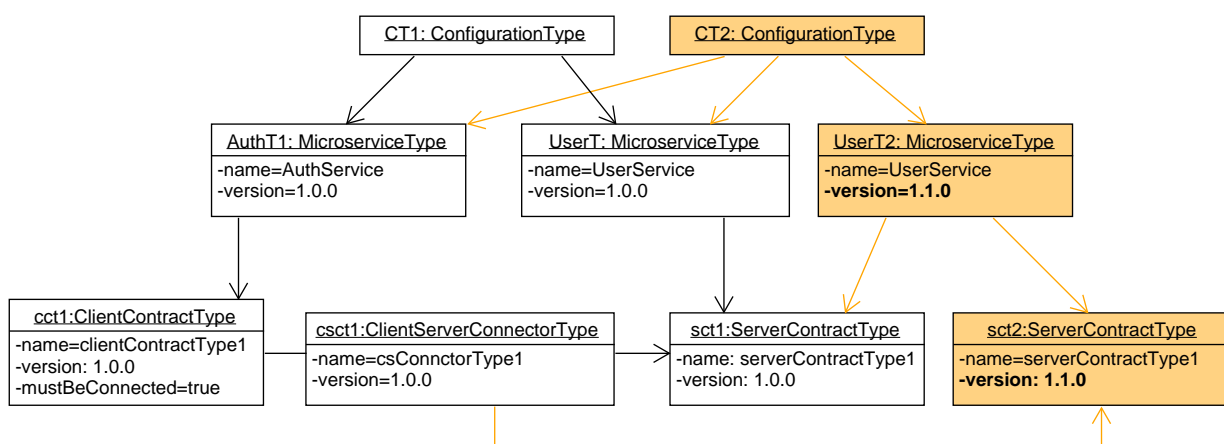 CT1: ConfigurationType
CT2: ConfigurationType
AuthT1: MicroserviceType
-name=AuthService
-version=1.0.0
UserT: MicroserviceType
-name=UserService
-version=1.0.0
UserT2: MicroserviceType
-name=UserService
-version=1.1.0
cct1:ClientContractType
-name=clientContractType1
-version: 1.0.0
-mustBeConnected=true
csct1:ClientServerConnectorType
-name=csConnctorType1
-version=1.0.0
sct1:ServerContractType
-name: serverContractType1
-version: 1.0.0
sct2:ServerContractType
-name=serverContractType1
-version: 1.1.0